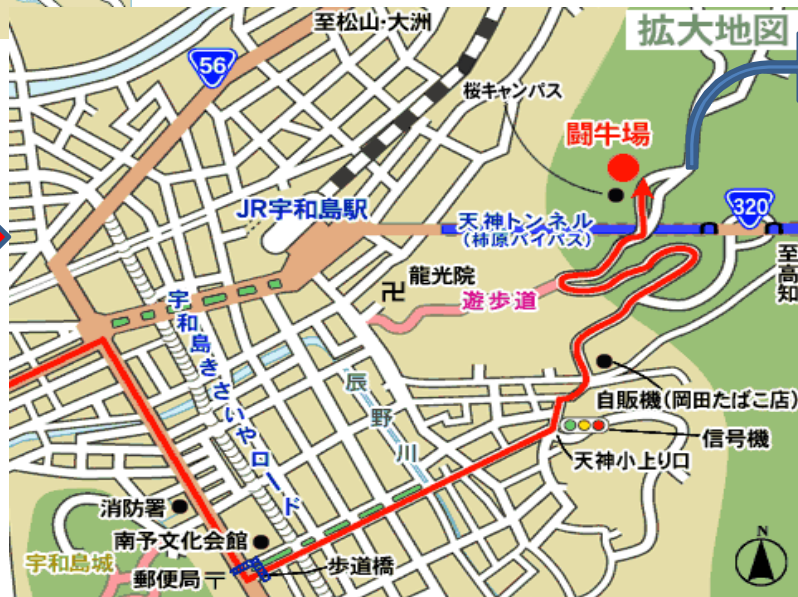 至松山・大洲
拡大地図
56
桜キャンパス
闘牛場
JR宇和島駅
天神トンネル
(柿原バイパス)
320
至高知
龍光院
卍
遊歩道
宇和島きさいやロード
辰野川
自販機(岡田たばこ店)
信号機
天神小上り口
消防署
南予文化会館
宇和島城
郵便局〒
歩道橋
N